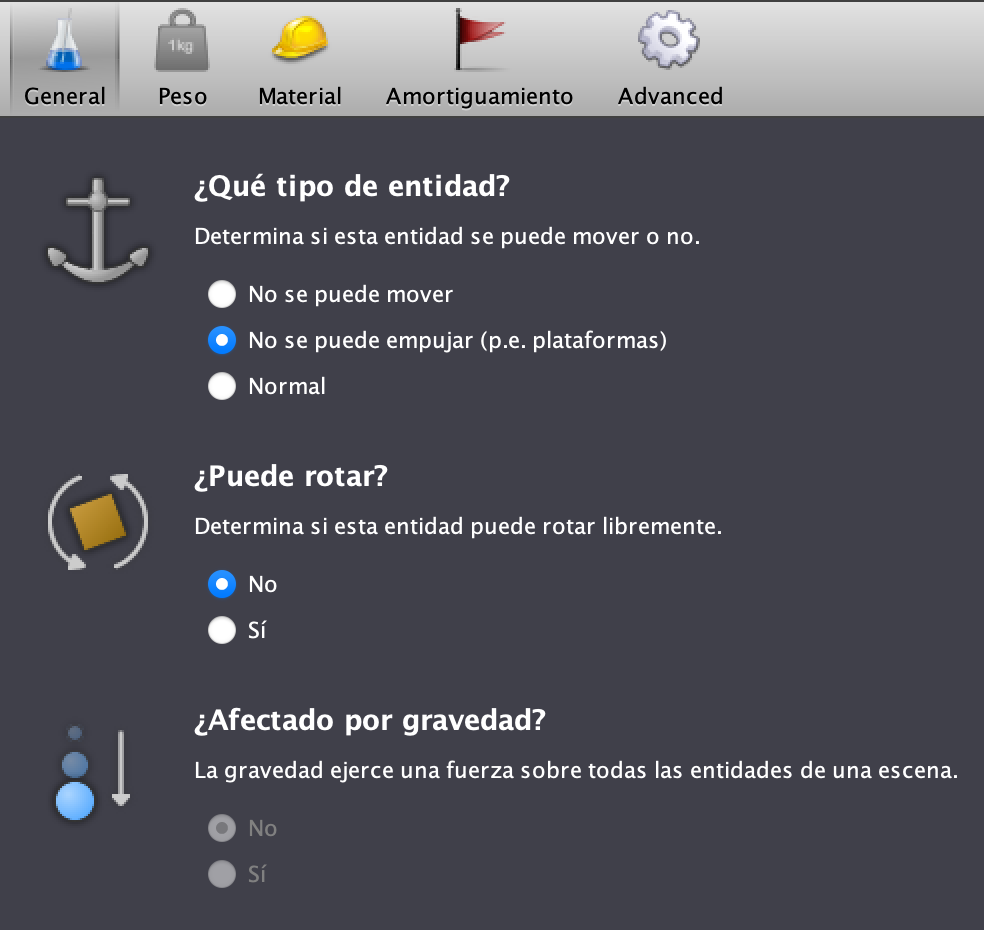 1kg
General Peso Material Amortiguamiento Advanced
¿Qué tipo de entidad?
Determina si esta entidad se puede mover o no.
No se puede mover
No se puede empujar (p.e. plataformas)
Normal
¿Puede rotar?
Determina si esta entidad puede rotar libremente.
No
Sí
¿Afectado por gravedad?
La gravedad ejerce una fuerza sobre todas las entidades de una escena.
No
Sí